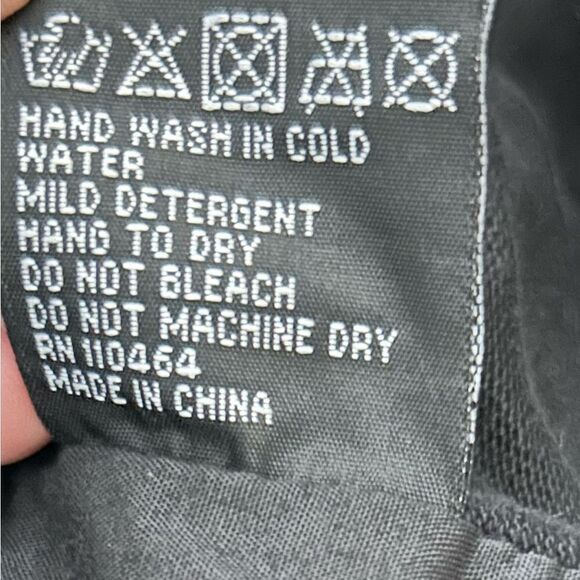 HAND WASH IN COLD
WATER
MILD DETERGENT
HANG TO DRY
DO NOT BLEACH
DO NOT MACHINE DRY
RN 110464
MADE IN CHINA